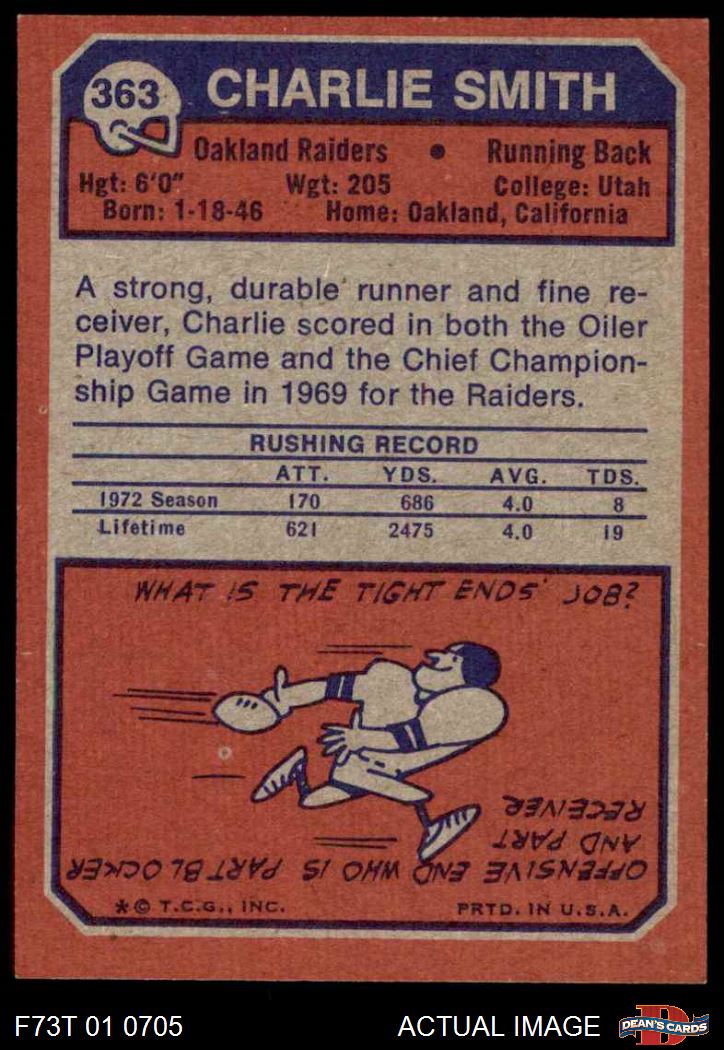 363
CHARLIE SMITH
Oakland Raiders • Running Back
Hgt: 6'0" Wgt: 205 College: Utah
Born: 1-18-46 Home: Oakland, California
A strong, durable runner and fine re-
ceiver, Charlie scored in both the Oiler
Playoff Game and the Chief Champion-
ship Game in 1969 for the Raiders.
RUSHING RECORD
ATT. YDS. AVG. TDS.
1972 Season 170 686 4.0 8
Lifetime 621 2475 4.0 19
WHAT IS THE TIGHT ENDS' JOB?
OFFENSIVE END WHO IS PART BLOCKER
AND PART
RECEIVER
* © T.C.G., INC. PRTD. IN U.S.A.
F73T 01 0705 ACTUAL IMAGE
D
DEAN'S CARDS